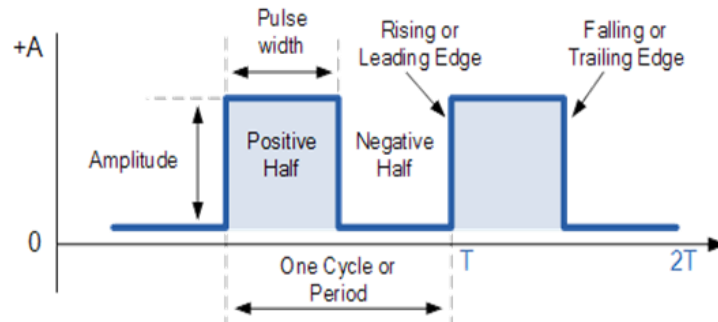 Pulse
width
+A
Rising or
Leading Edge
Falling or
Trailing Edge
Amplitude
Positive
Half
Negative
Half
0
T
2T
One Cycle or
Period